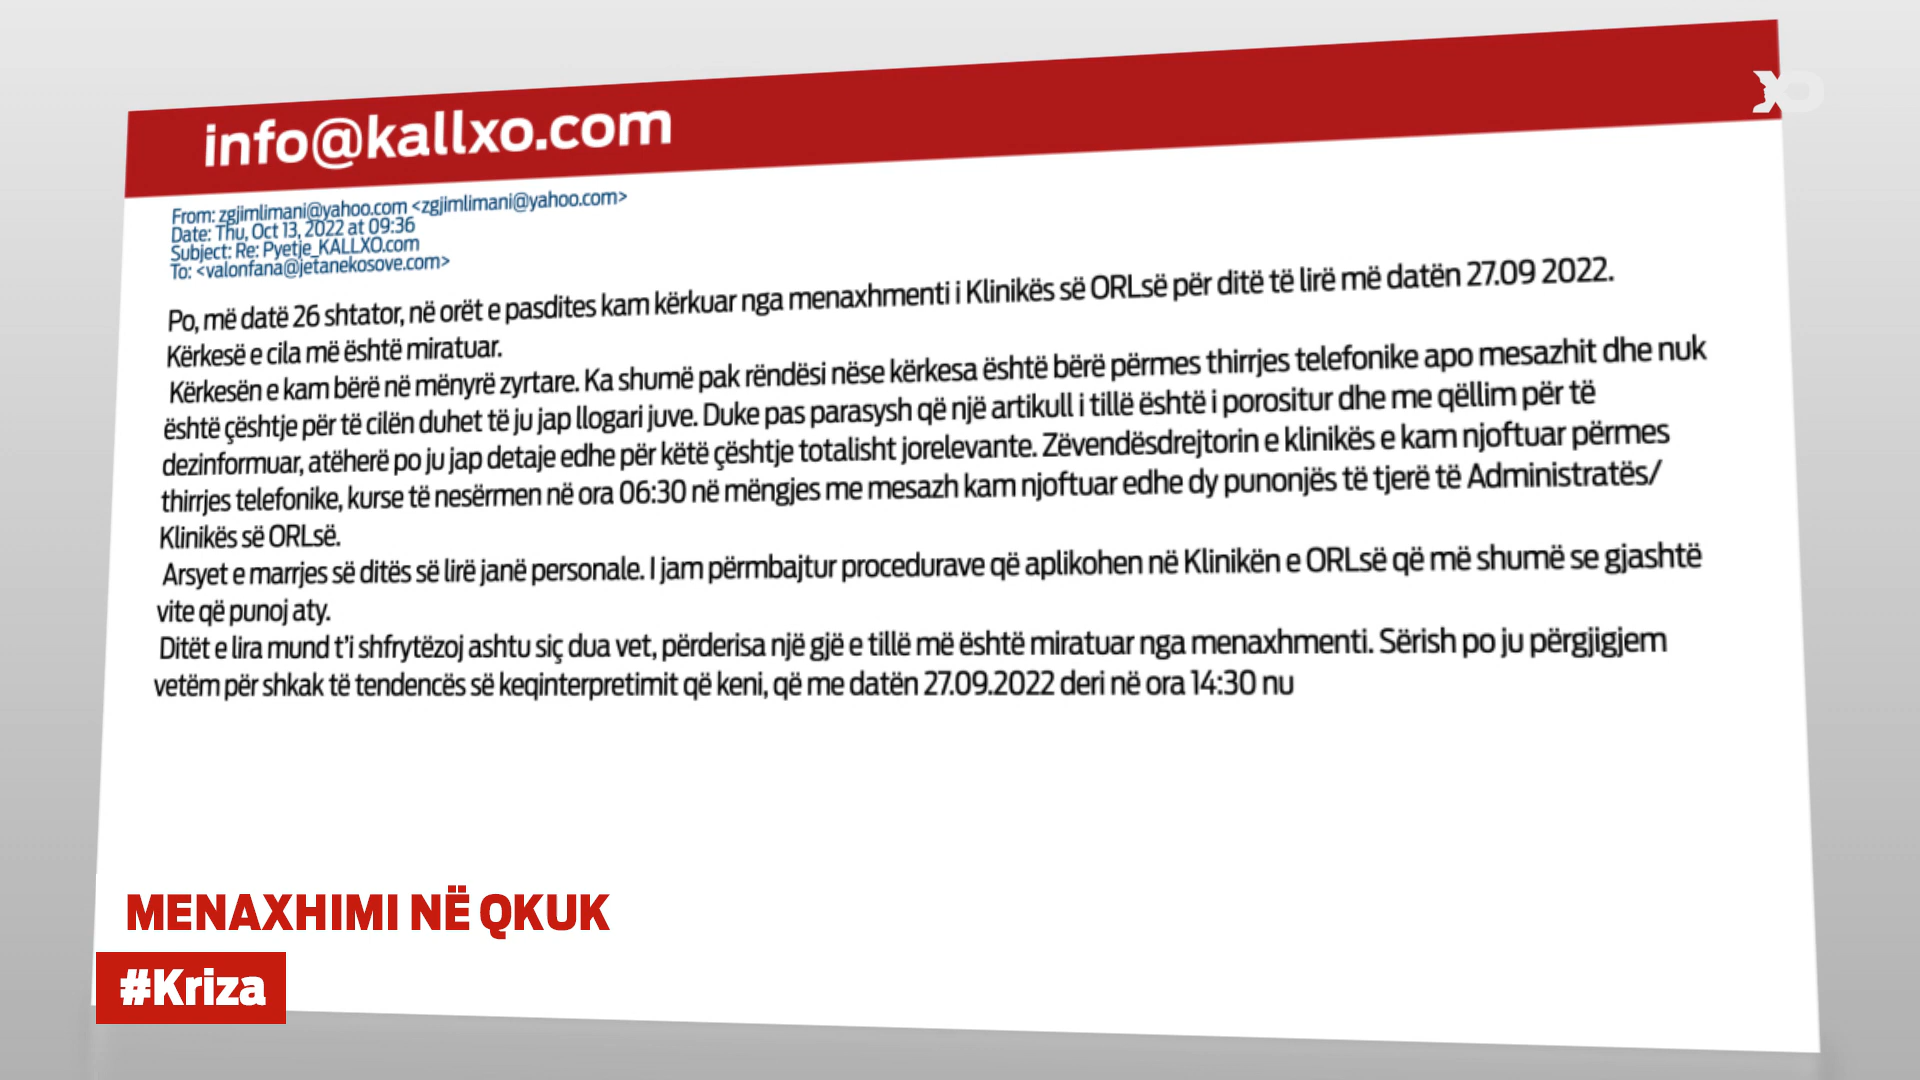 info@kallxo.com
XO
From: zgjimlimani@yahoo.com <zgjimlimani@yahoo.com>
Date: Thu, Oct 13, 2022 at 09:36
Subject: Re: Pyetje_KALLXO.com
To: <valonfana@jetanekosove.com>
Po, më datë 26 shtator, në orët e pasdites kam kërkuar nga menaxhmenti i Klinikës së ORLsë për ditë të lirë më datën 27.09 2022.
Kërkesë e cila më është miratuar.
Kërkesën e kam bërë në mënyrë zyrtare. Ka shumë pak rëndësi nëse kërkesa është bërë përmes thirrjes telefonike apo mesazhit dhe nuk
është çështje për të cilën duhet të ju jap llogari juve. Duke pas parasysh që një artikull i tillë është i porositur dhe me qëllim për të
dezinformuar, atëherë po ju jap detaje edhe për këtë çështje totalisht jorelevante. Zëvendësdrejtorin e klinikës e kam njoftuar përmes
thirrjes telefonike, kurse të nesërmen në ora 06:30 në mëngjes me mesazh kam njoftuar edhe dy punonjës të tjerë të Administratës/
Klinikës së ORLsë.
Arsyet e marrjes së ditës së lirë janë personale. I jam përmbajtur procedurave që aplikohen në Klinikën e ORLsë që më shumë se gjashtë
vite që punoj aty.
Ditët e lira mund t'i shfrytëzoj ashtu siç dua vet, përderisa një gjë e tillë më është miratuar nga menaxhmenti. Sërish po ju përgjigjem
vetëm për shkak të tendencës së keqinterpretimit që keni, që me datën 27.09.2022 deri në ora 14:30 nu
MENAXHIMI NË QKUK
#Kriza